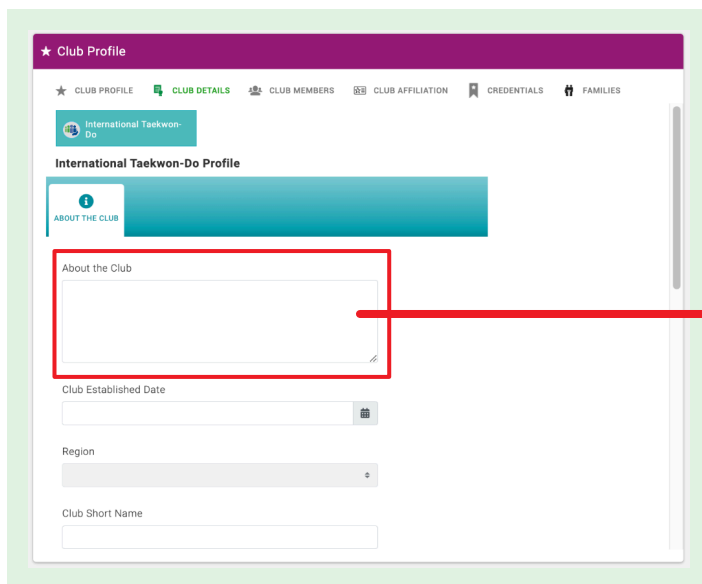 Club Profile
CLUB PROFILE CLUB DETAILS CLUB MEMBERS CLUB AFFILIATION CREDENTIALS FAMILIES
International Taekwon-
Do
International Taekwon-Do Profile
ABOUT THE CLUB
About the Club
Club Established Date
Region
Club Short Name